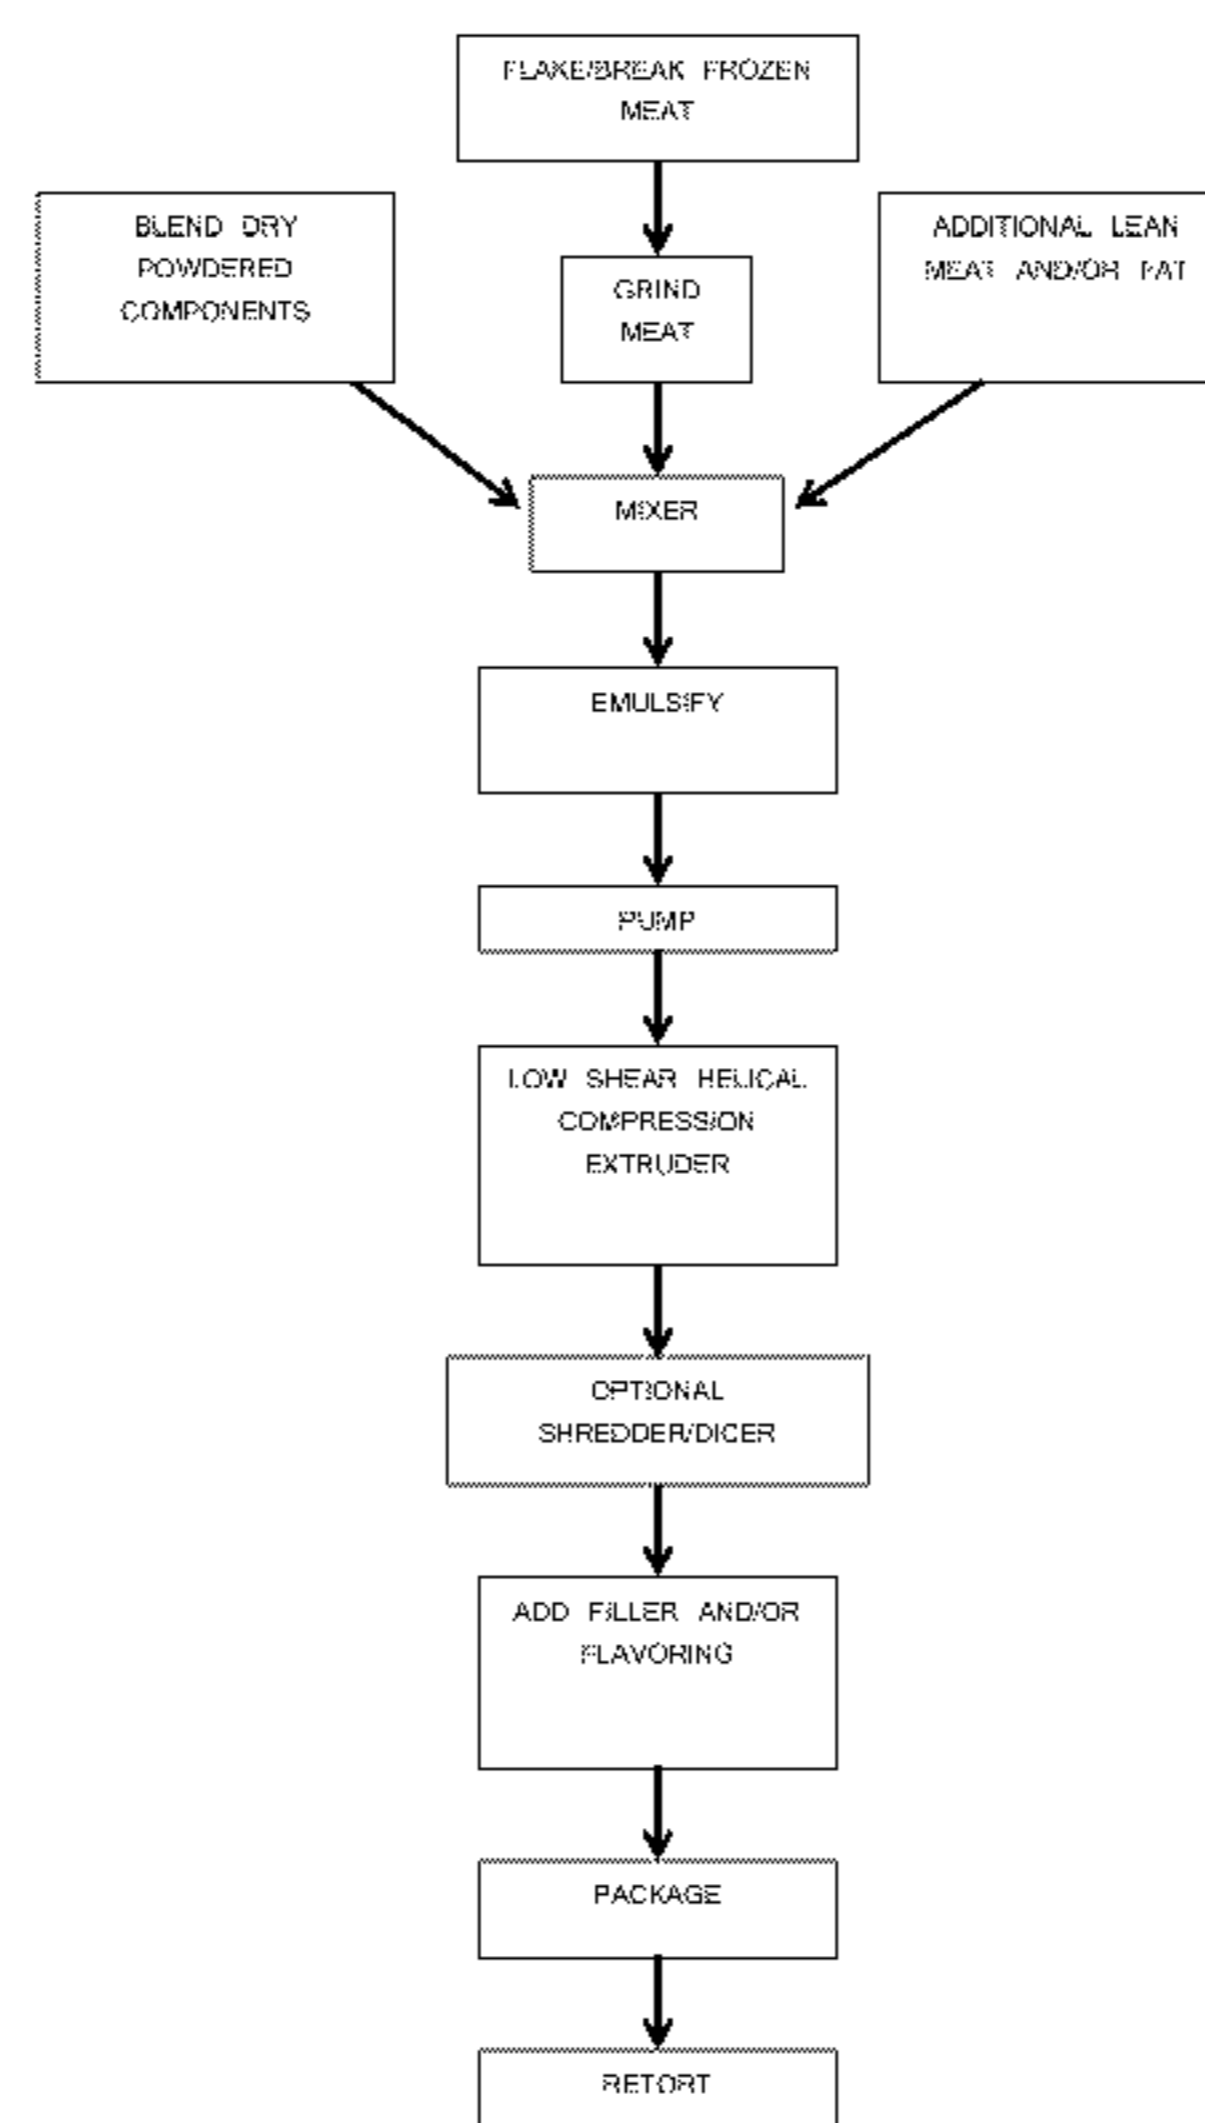 FLAKE/BREAK FROZEN
MEAT
BLEND DRY
POWDERED
COMPONENTS
GRIND
MEAT
ADDITIONAL LEAN
MEAT AND/OR FAT
MIXER
EMULSIFY
PUMP
LOW SHEAR HELICAL
COMPRESSION
EXTRUDER
OPTIONAL
SHREDDER/DICER
ADD FILLER AND/OR
FLAVORING
PACKAGE
RETORT